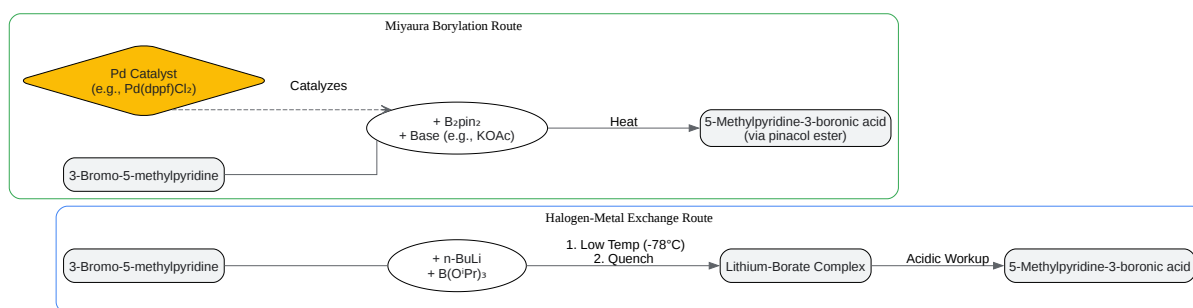 Miyaura Borylation Route
Pd Catalyst
(e.g., Pd(dppf)Cl₂)
Catalyzes
+ B₂pin₂
+ Base (e.g., KOAc)
Heat
5-Methylpyridine-3-boronic acid
(via pinacol ester)
3-Bromo-5-methylpyridine
Halogen-Metal Exchange Route
3-Bromo-5-methylpyridine
+ n-BuLi
+ B(OⁱPr)₃
1. Low Temp (-78°C)
2. Quench
Lithium-Borate Complex
Acidic Workup
5-Methylpyridine-3-boronic acid